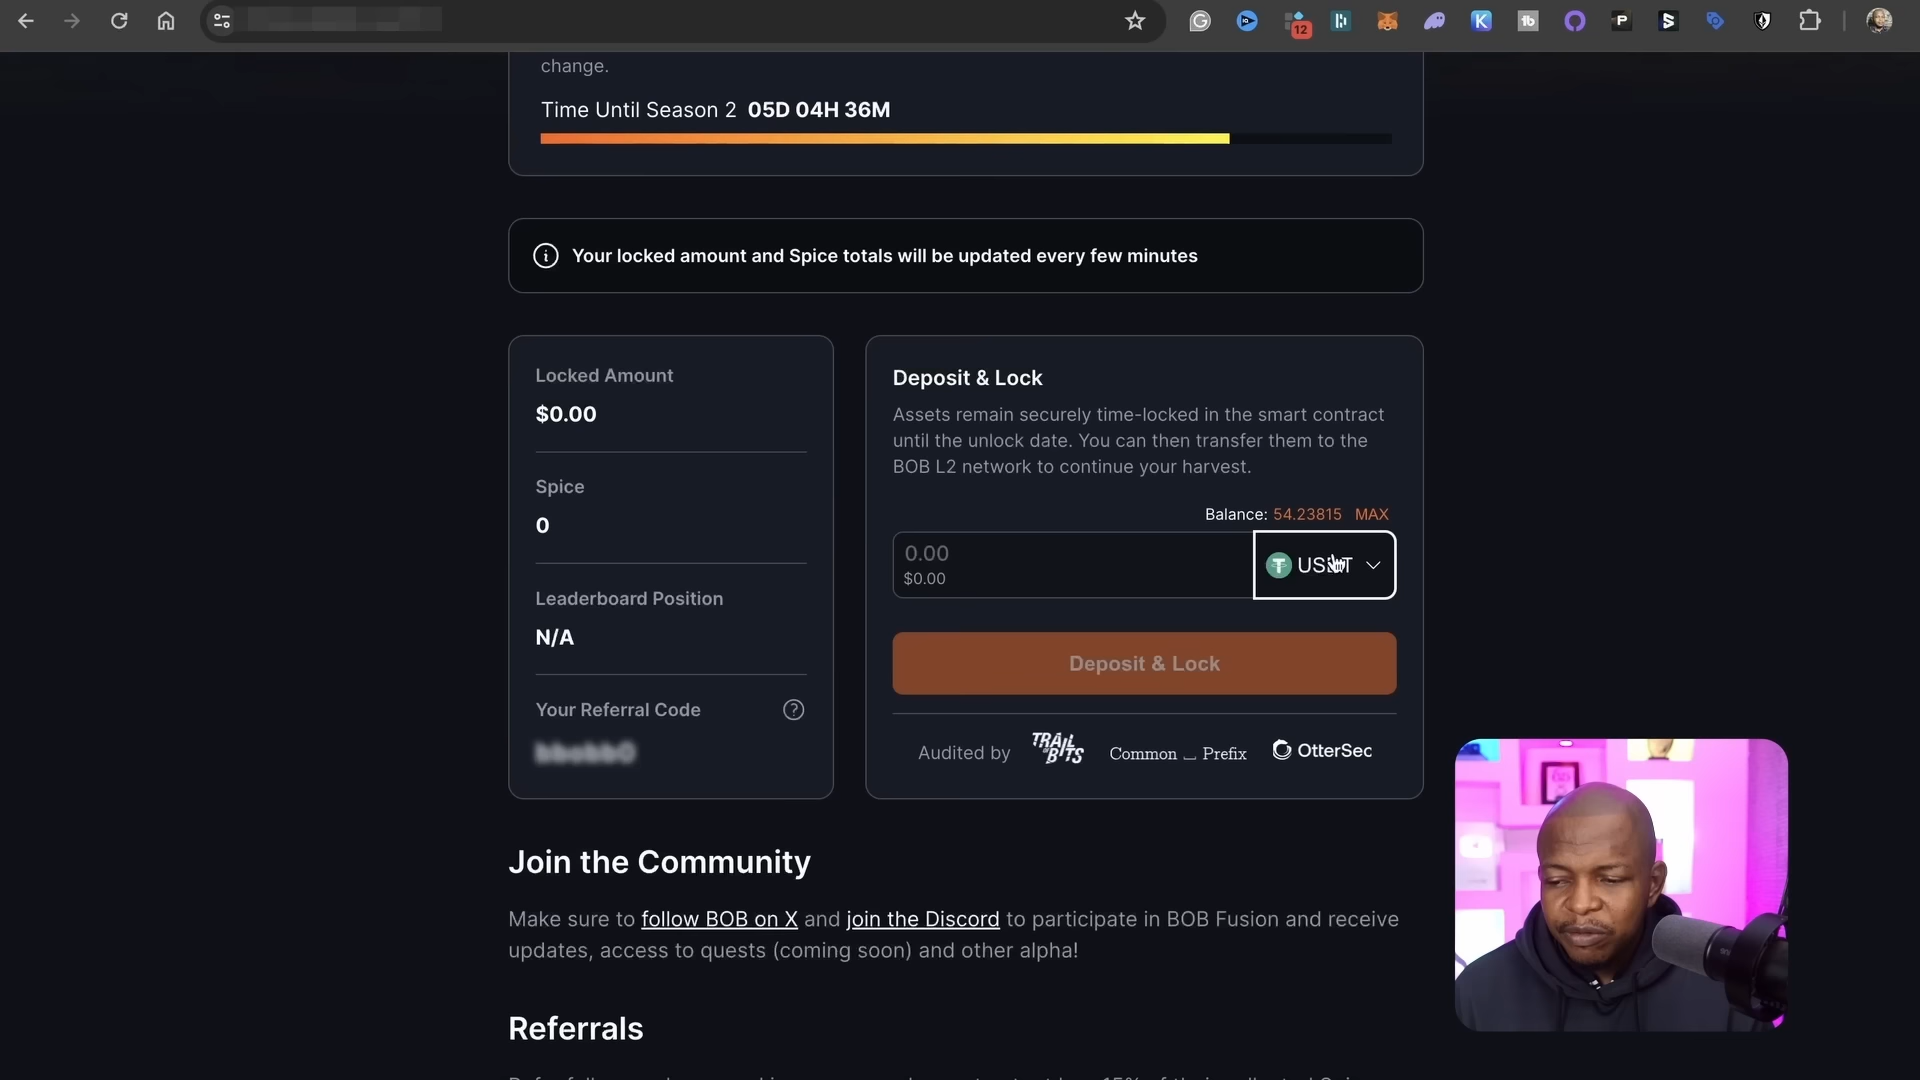 12
change.
Time Until Season 2 05D 04H 36M
Your locked amount and Spice totals will be updated every few minutes
Locked Amount
$0.00
Spice
0
Leaderboard Position
N/A
Your Referral Code
Deposit & Lock
Assets remain securely time-locked in the smart contract
until the unlock date. You can then transfer them to the
BOB L2 network to continue your harvest.
Balance: 54.23815 MAX
0.00
$0.00
Deposit & Lock
Audited by TRAIL OF BITS Common Prefix OtterSec
Join the Community
Make sure to follow BOB on X and join the Discord to participate in BOB Fusion and receive
updates, access to quests (coming soon) and other alpha!
Referrals